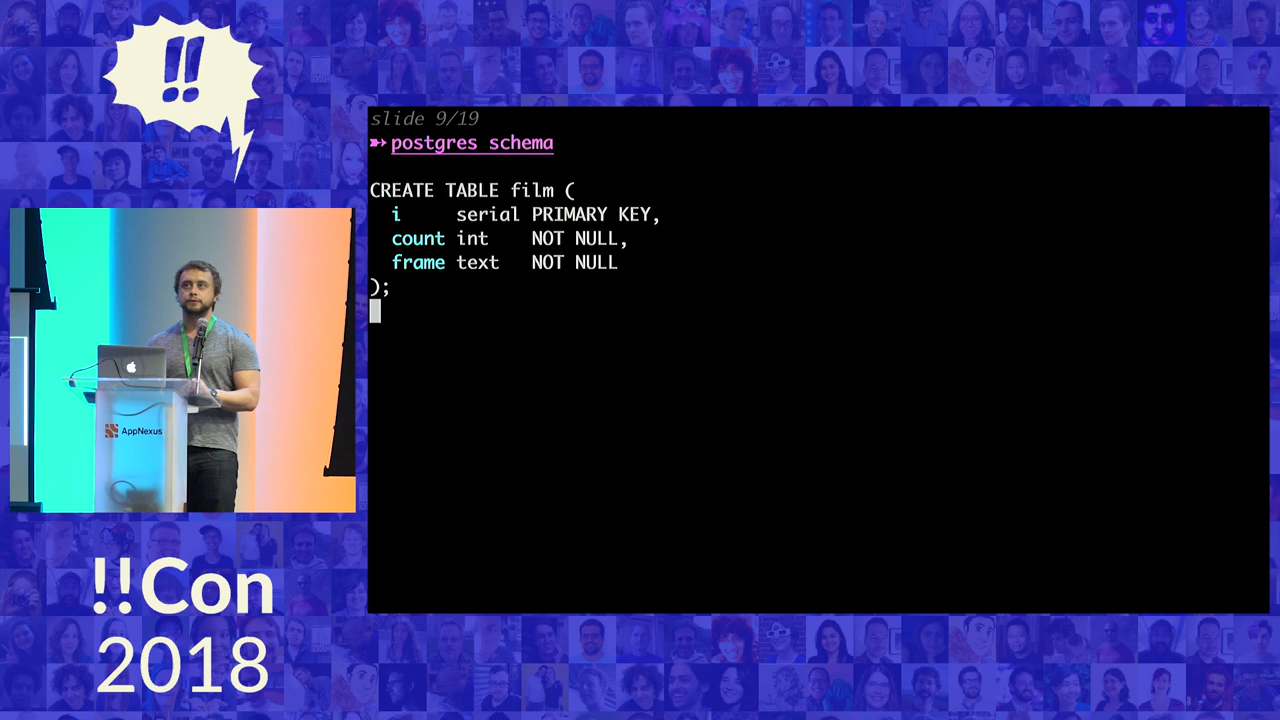 !!
slide 9/19
➳ postgres schema
CREATE TABLE film (
i serial PRIMARY KEY,
count int NOT NULL,
frame text NOT NULL
);
AppNexus
!!Con
2018